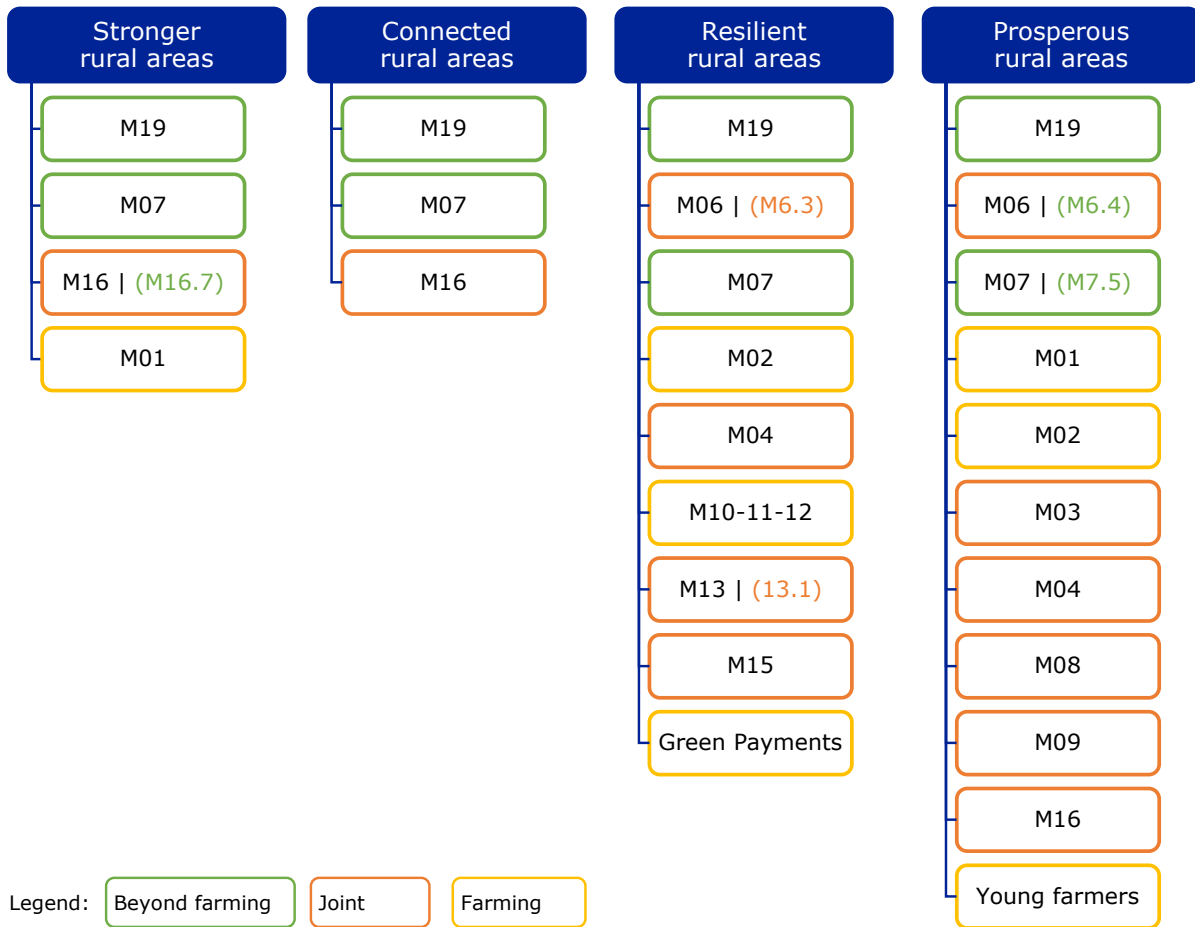 Stronger
rural areas
M19
M07
M16 | (M16.7)
M01
Connected
rural areas
M19
M07
M16
Resilient
rural areas
M19
M06 | (M6.3)
M07
M02
M04
M10-11-12
M13 | (13.1)
M15
Green Payments
Prosperous
rural areas
M19
M06 | (M6.4)
M07 | (M7.5)
M01
M02
M03
M04
M08
M09
M16
Young farmers
Legend:
Beyond farming
Joint
Farming